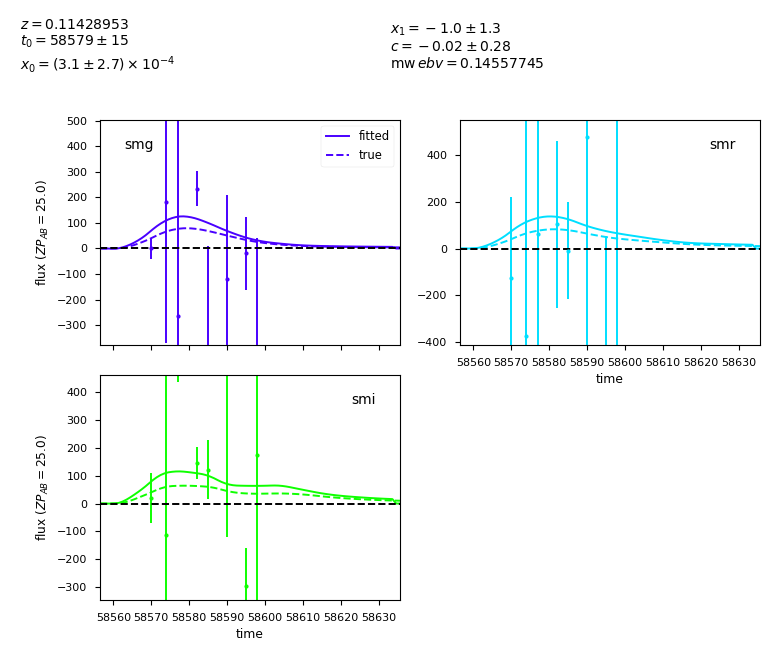 z = 0.11428953
t₀ = 58579 ± 15
x₀ = (3.1 ± 2.7) × 10⁻⁴
x₁ = −1.0 ± 1.3
c = −0.02 ± 0.28
mw ebv = 0.14557745
smg
fitted
true
500
400
300
200
100
0
−100
−200
−300
flux (ZP_AB = 25.0)
smr
400
200
0
−200
−400
58560 58570 58580 58590 58600 58610 58620 58630
time
smi
400
300
200
100
0
−100
−200
−300
flux (ZP_AB = 25.0)
58560 58570 58580 58590 58600 58610 58620 58630
time